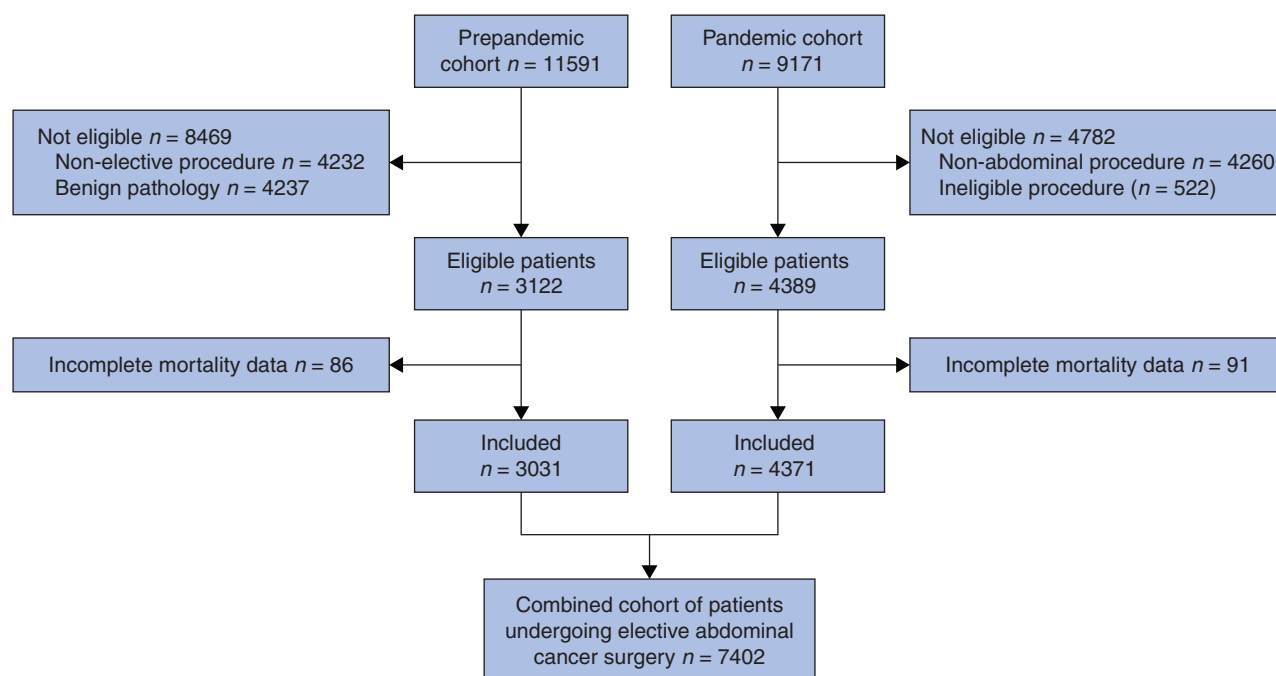 Prepandemic
cohort n = 11591
Pandemic cohort
n = 9171
Not eligible n = 8469
Non-elective procedure n = 4232
Benign pathology n = 4237
Not eligible n = 4782
Non-abdominal procedure n = 4260
Ineligible procedure (n = 522)
Eligible patients
n = 3122
Eligible patients
n = 4389
Incomplete mortality data n = 86
Incomplete mortality data n = 91
Included
n = 3031
Included
n = 4371
Combined cohort of patients
undergoing elective abdominal
cancer surgery n = 7402